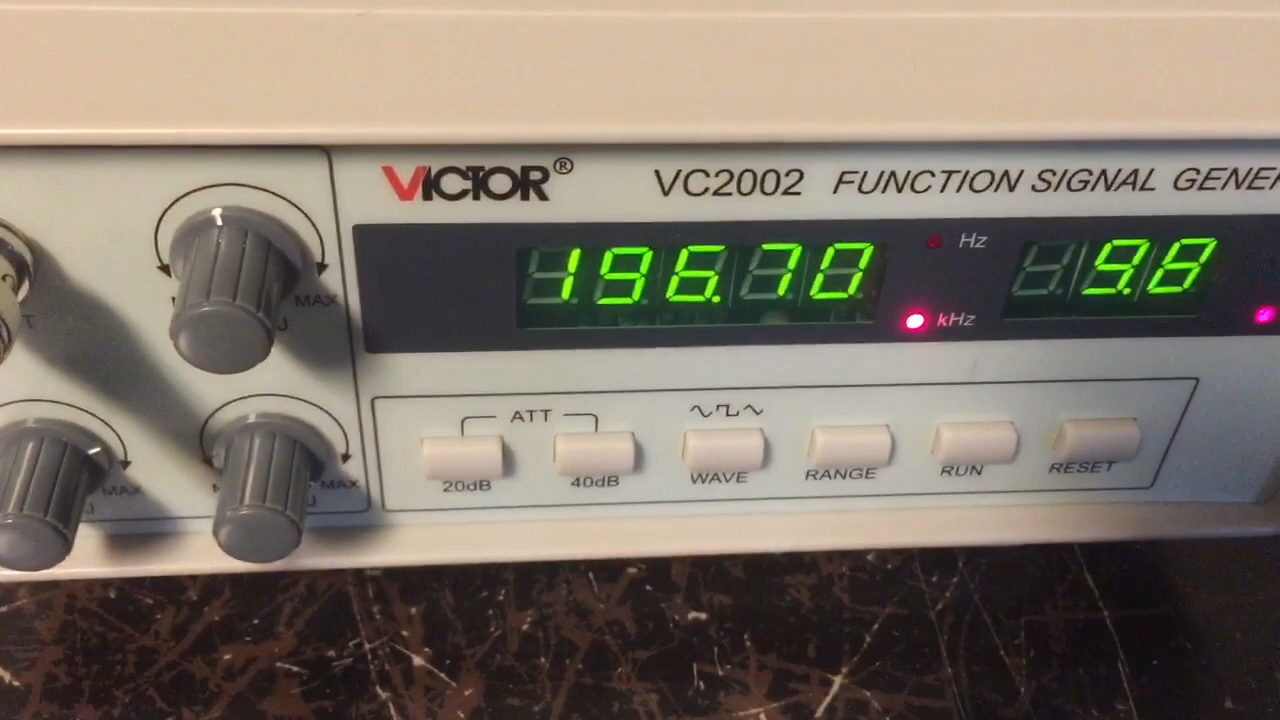 VICTOR® VC2002 FUNCTION SIGNAL GENE
196.70 Hz 9.8
kHz
MAX
MAX
MAX
ATT
20dB 40dB WAVE RANGE RUN RESET